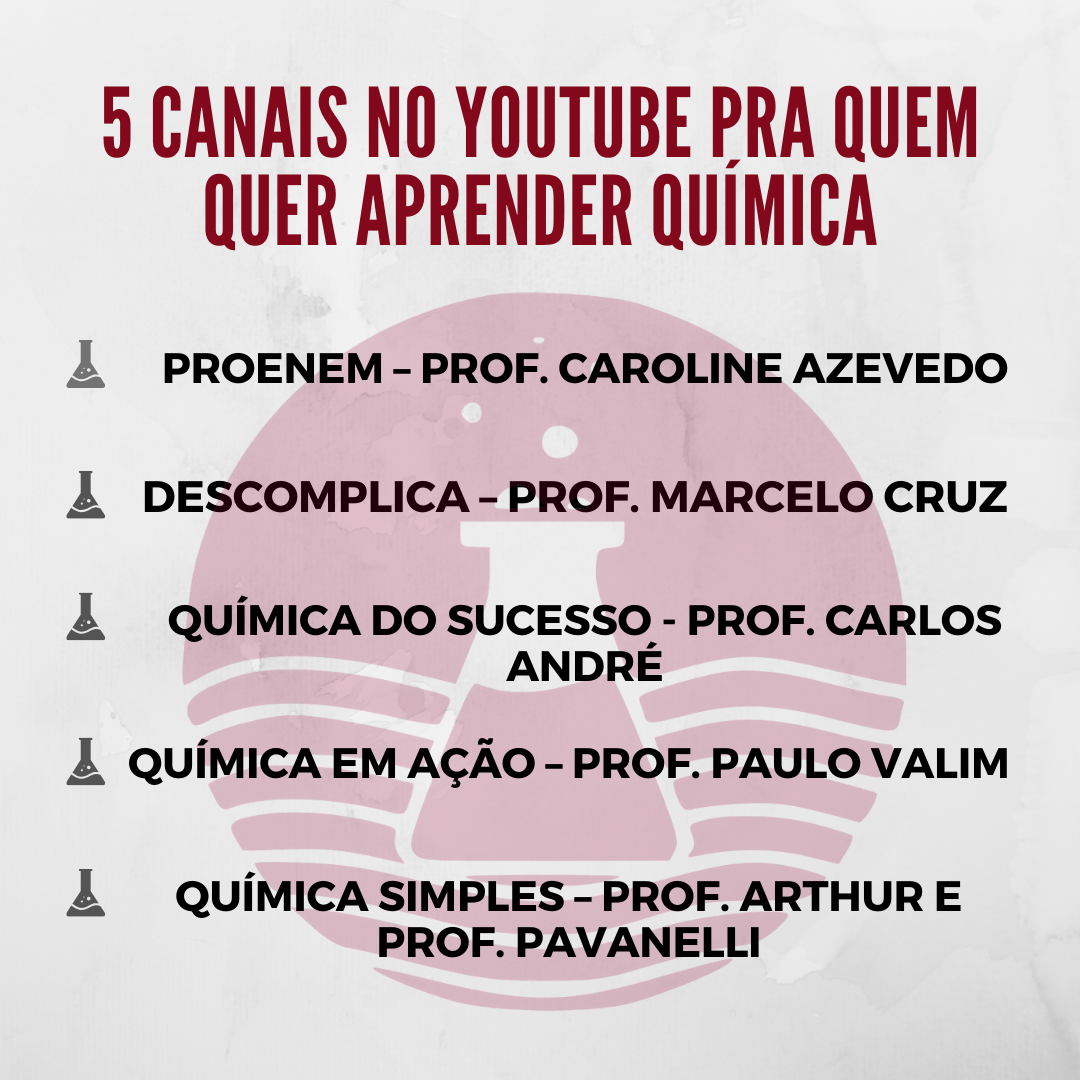 5 CANAIS NO YOUTUBE PRA QUEM
QUER APRENDER QUÍMICA
PROENEM – PROF. CAROLINE AZEVEDO
DESCOMPLICA – PROF. MARCELO CRUZ
QUÍMICA DO SUCESSO - PROF. CARLOS
ANDRÉ
QUÍMICA EM AÇÃO – PROF. PAULO VALIM
QUÍMICA SIMPLES – PROF. ARTHUR E
PROF. PAVANELLI